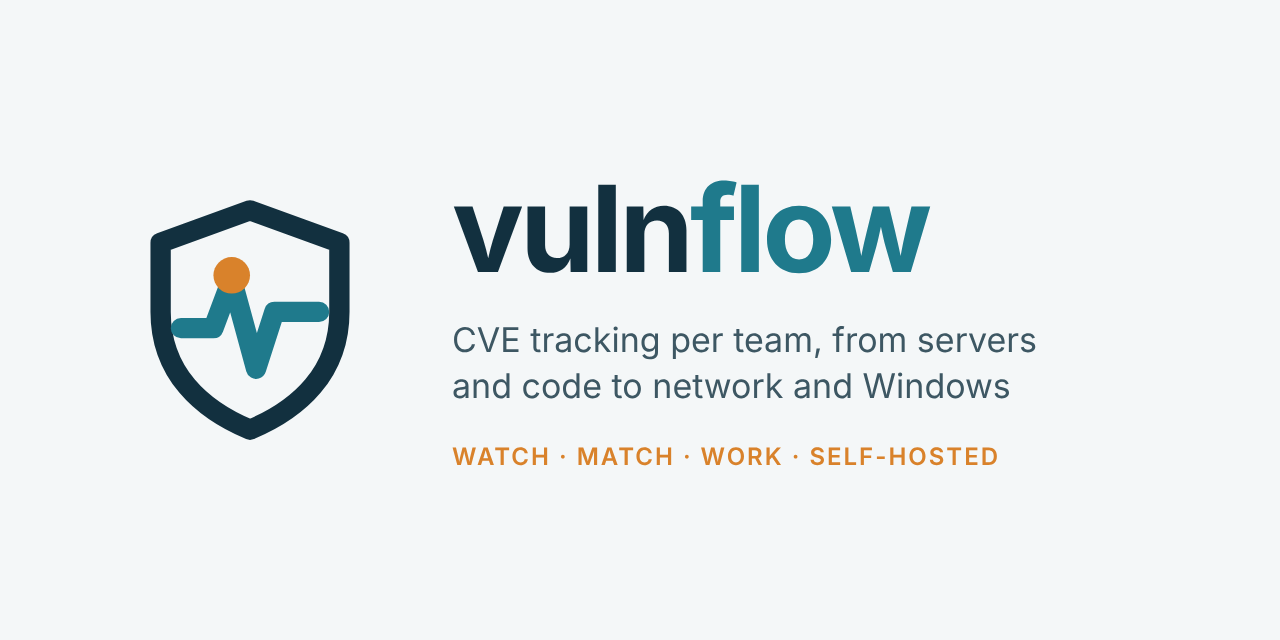 vulnflow
CVE tracking per team, from servers
and code to network and Windows
WATCH · MATCH · WORK · SELF-HOSTED